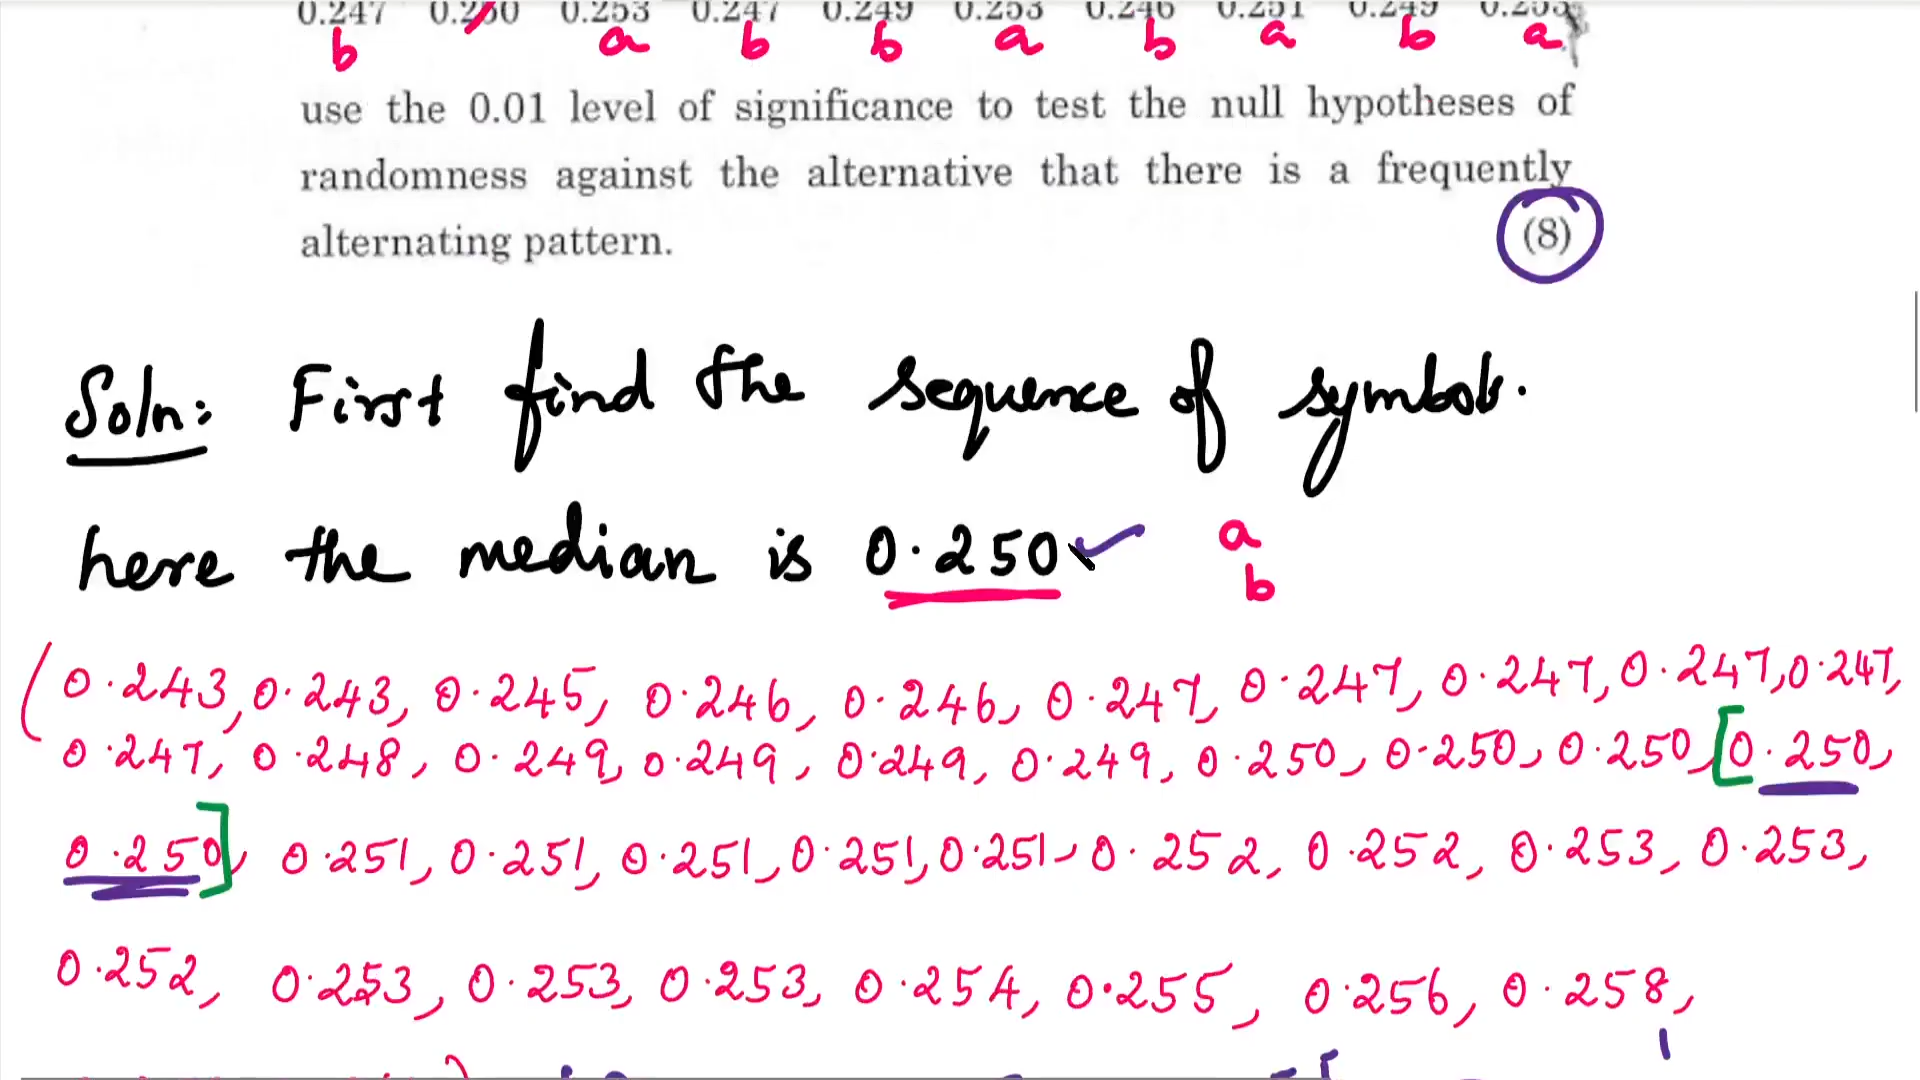 0.247 0.250 0.253 0.247 0.249 0.253 0.246 0.251 0.249 0.253
b a b b a b a b a
use the 0.01 level of significance to test the null hypotheses of
randomness against the alternative that there is a frequently
alternating pattern. (8)
Soln: First find the sequence of symbols.
here the median is 0.250 a
b
(0.243, 0.243, 0.245, 0.246, 0.246, 0.247, 0.247, 0.247, 0.247, 0.247,
0.247, 0.248, 0.249, 0.249, 0.249, 0.249, 0.250, 0.250, 0.250, [0.250,
0.250], 0.251, 0.251, 0.251, 0.251, 0.251, 0.252, 0.252, 0.253, 0.253,
0.252, 0.253, 0.253, 0.253, 0.254, 0.255, 0.256, 0.258,